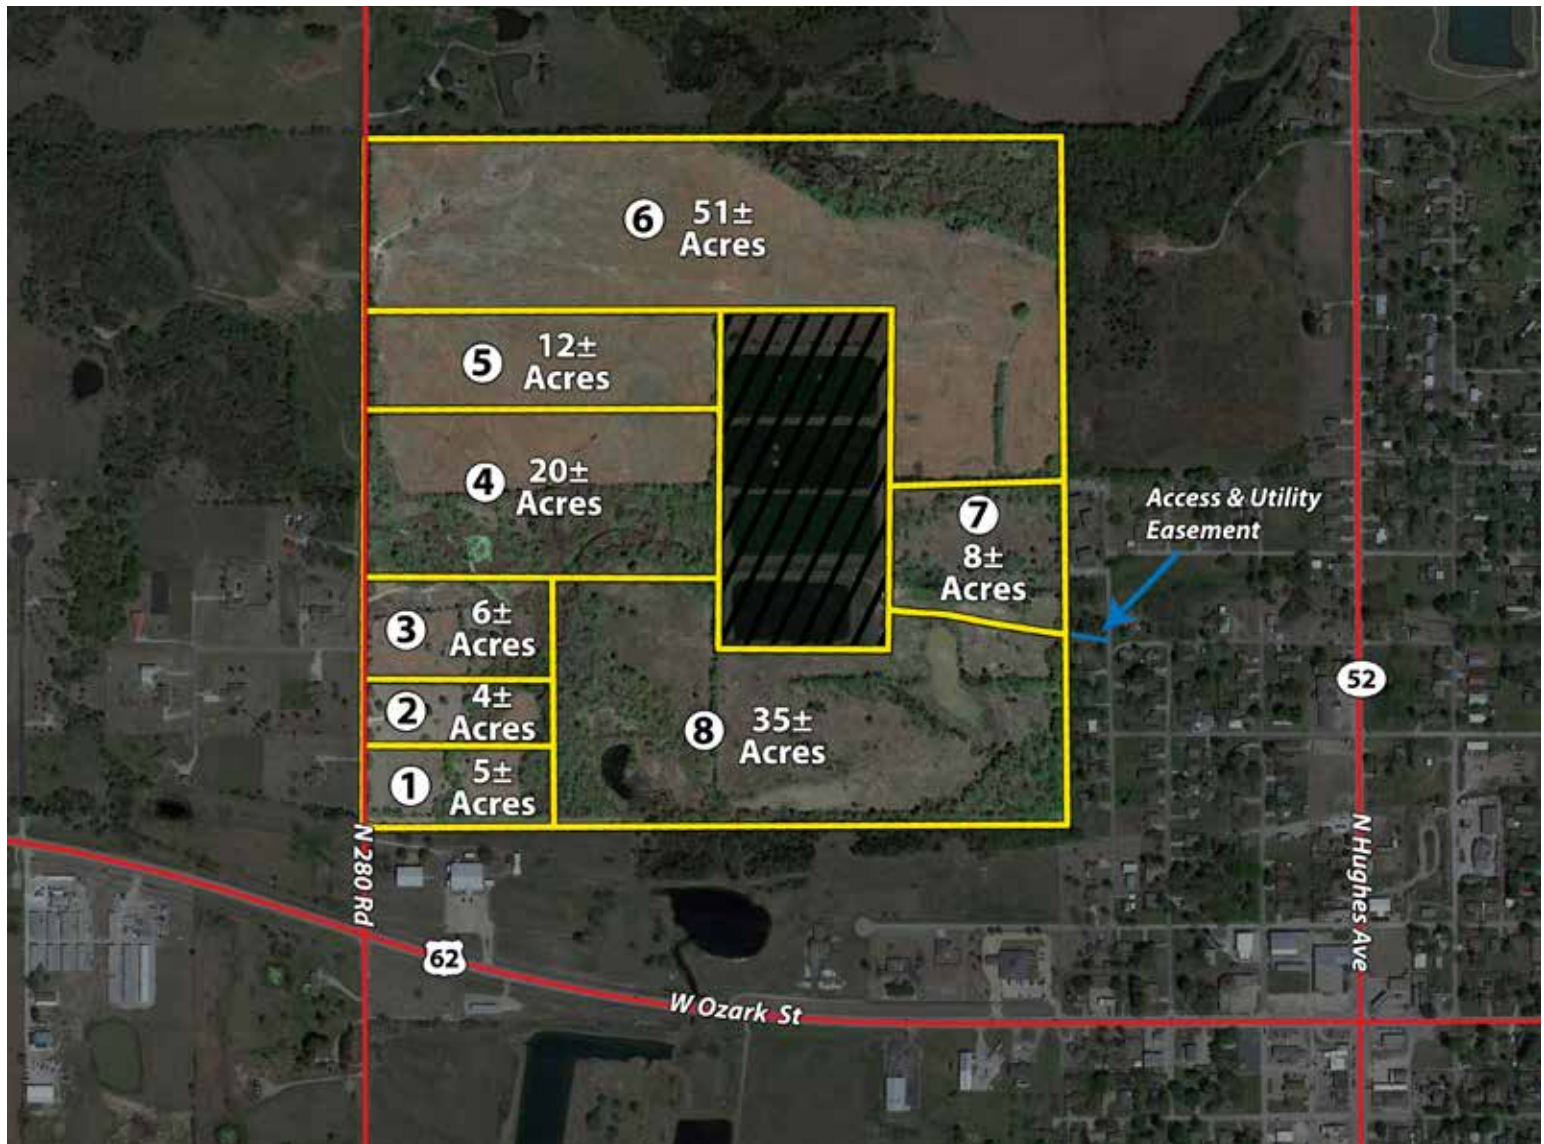 6
51±
Acres
5
12±
Acres
4
20±
Acres
7
8±
Acres
Access & Utility
Easement
3
6±
Acres
2
4±
Acres
1
5±
Acres
8
35±
Acres
52
N 280 Rd
N Hughes Ave
62
W Ozark St